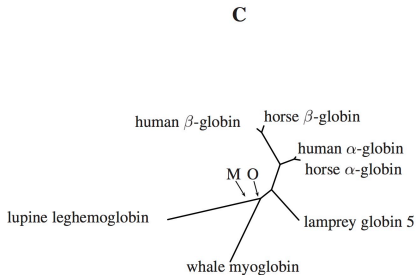 C
human β-globin
horse β-globin
human α-globin
horse α-globin
M O
lupine leghemoglobin
lamprey globin 5
whale myoglobin